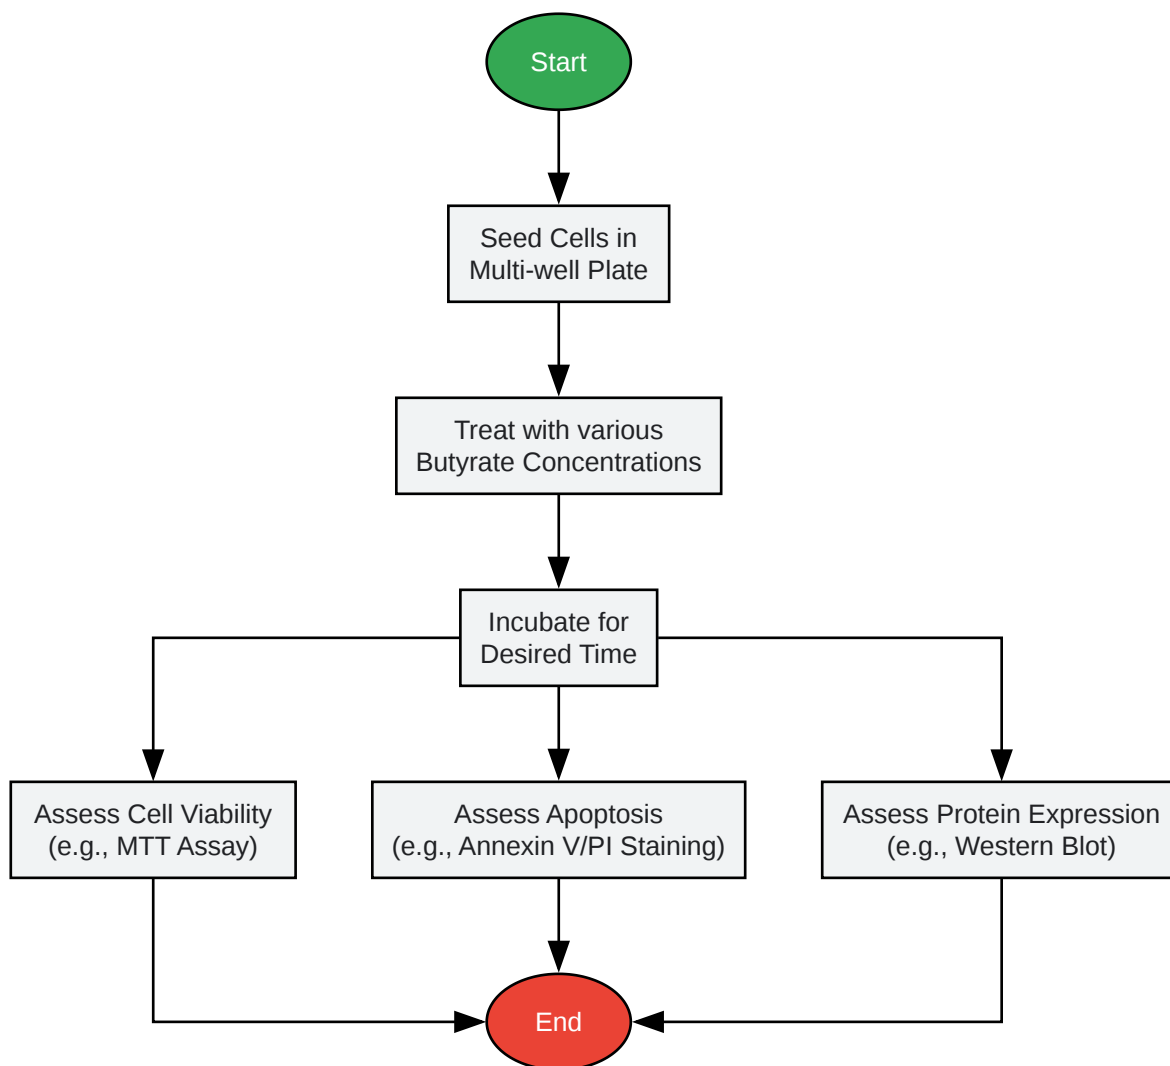 Start
Seed Cells in
Multi-well Plate
Treat with various
Butyrate Concentrations
Incubate for
Desired Time
Assess Cell Viability
(e.g., MTT Assay)
Assess Apoptosis
(e.g., Annexin V/PI Staining)
Assess Protein Expression
(e.g., Western Blot)
End